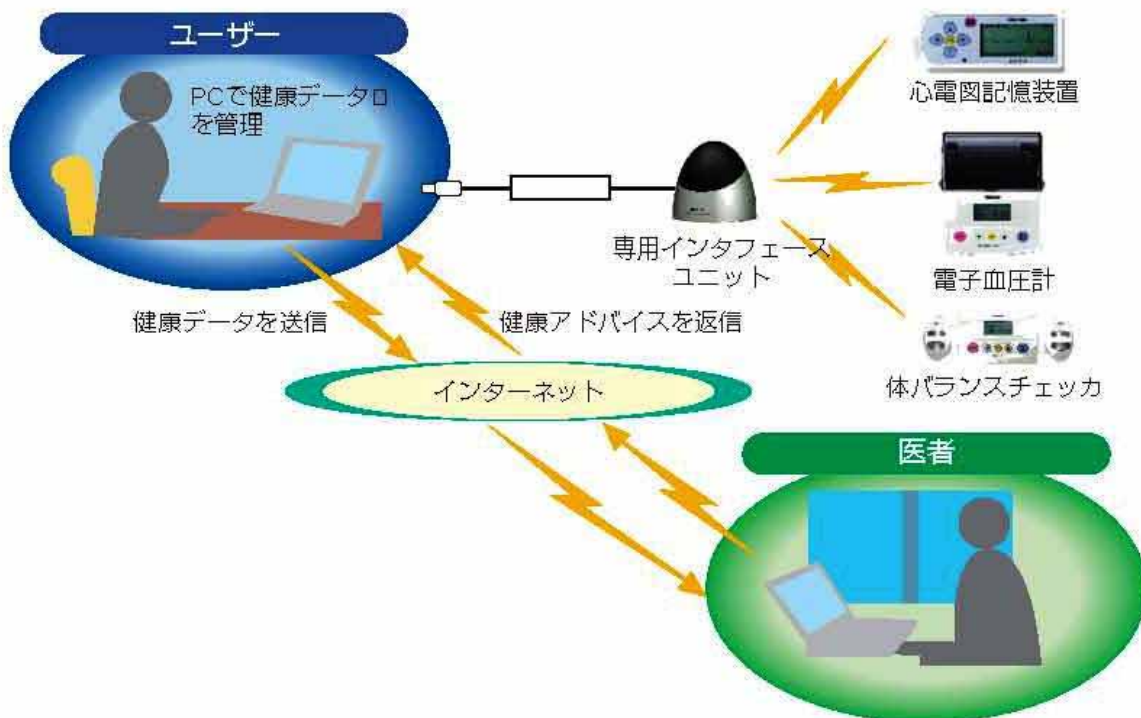 ユーザー
PCで健康データロ
を管理
心電図記憶装置
専用インタフェース
ユニット
電子血圧計
健康データを送信
健康アドバイスを返信
体バランスチェッカ
インターネット
医者